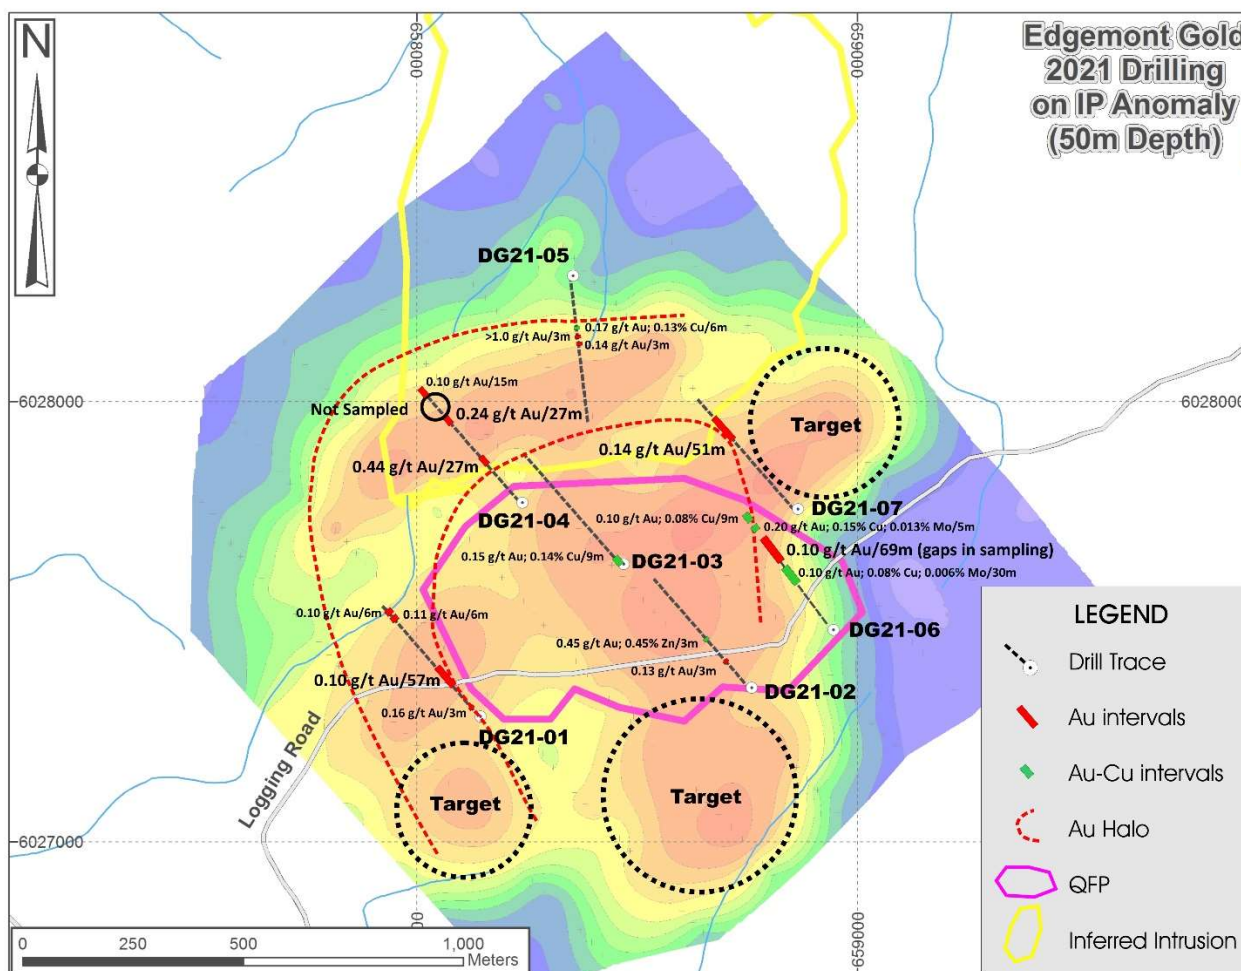 Edgemont Gold
2021 Drilling
on IP Anomaly
(50m Depth)
N
658000
659000
DG21-05
0.17 g/t Au; 0.13% Cu/6m
>1.0 g/t Au/3m
0.14 g/t Au/3m
0.10 g/t Au/15m
6028000
6028000
Not Sampled
0.24 g/t Au/27m
Target
0.14 g/t Au/51m
0.44 g/t Au/27m
DG21-04
DG21-07
0.10 g/t Au; 0.08% Cu/9m
0.20 g/t Au; 0.15% Cu; 0.013% Mo/5m
0.15 g/t Au; 0.14% Cu/9m
DG21-03
0.10 g/t Au/69m (gaps in sampling)
0.10 g/t Au; 0.08% Cu; 0.006% Mo/30m
0.10 g/t Au/6m
0.11 g/t Au/6m
DG21-06
0.45 g/t Au; 0.45% Zn/3m
0.13 g/t Au/3m
0.10 g/t Au/57m
DG21-02
0.16 g/t Au/3m
DG21-01
Logging Road
Target
Target
6027000
658000
659000
LEGEND
Drill Trace
Au intervals
Au-Cu intervals
Au Halo
QFP
Inferred Intrusion
0
250
500
1,000
Meters